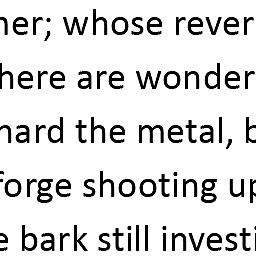 her; whose rever
here are wonder
hard the metal, b
forge shooting up
e bark still investi